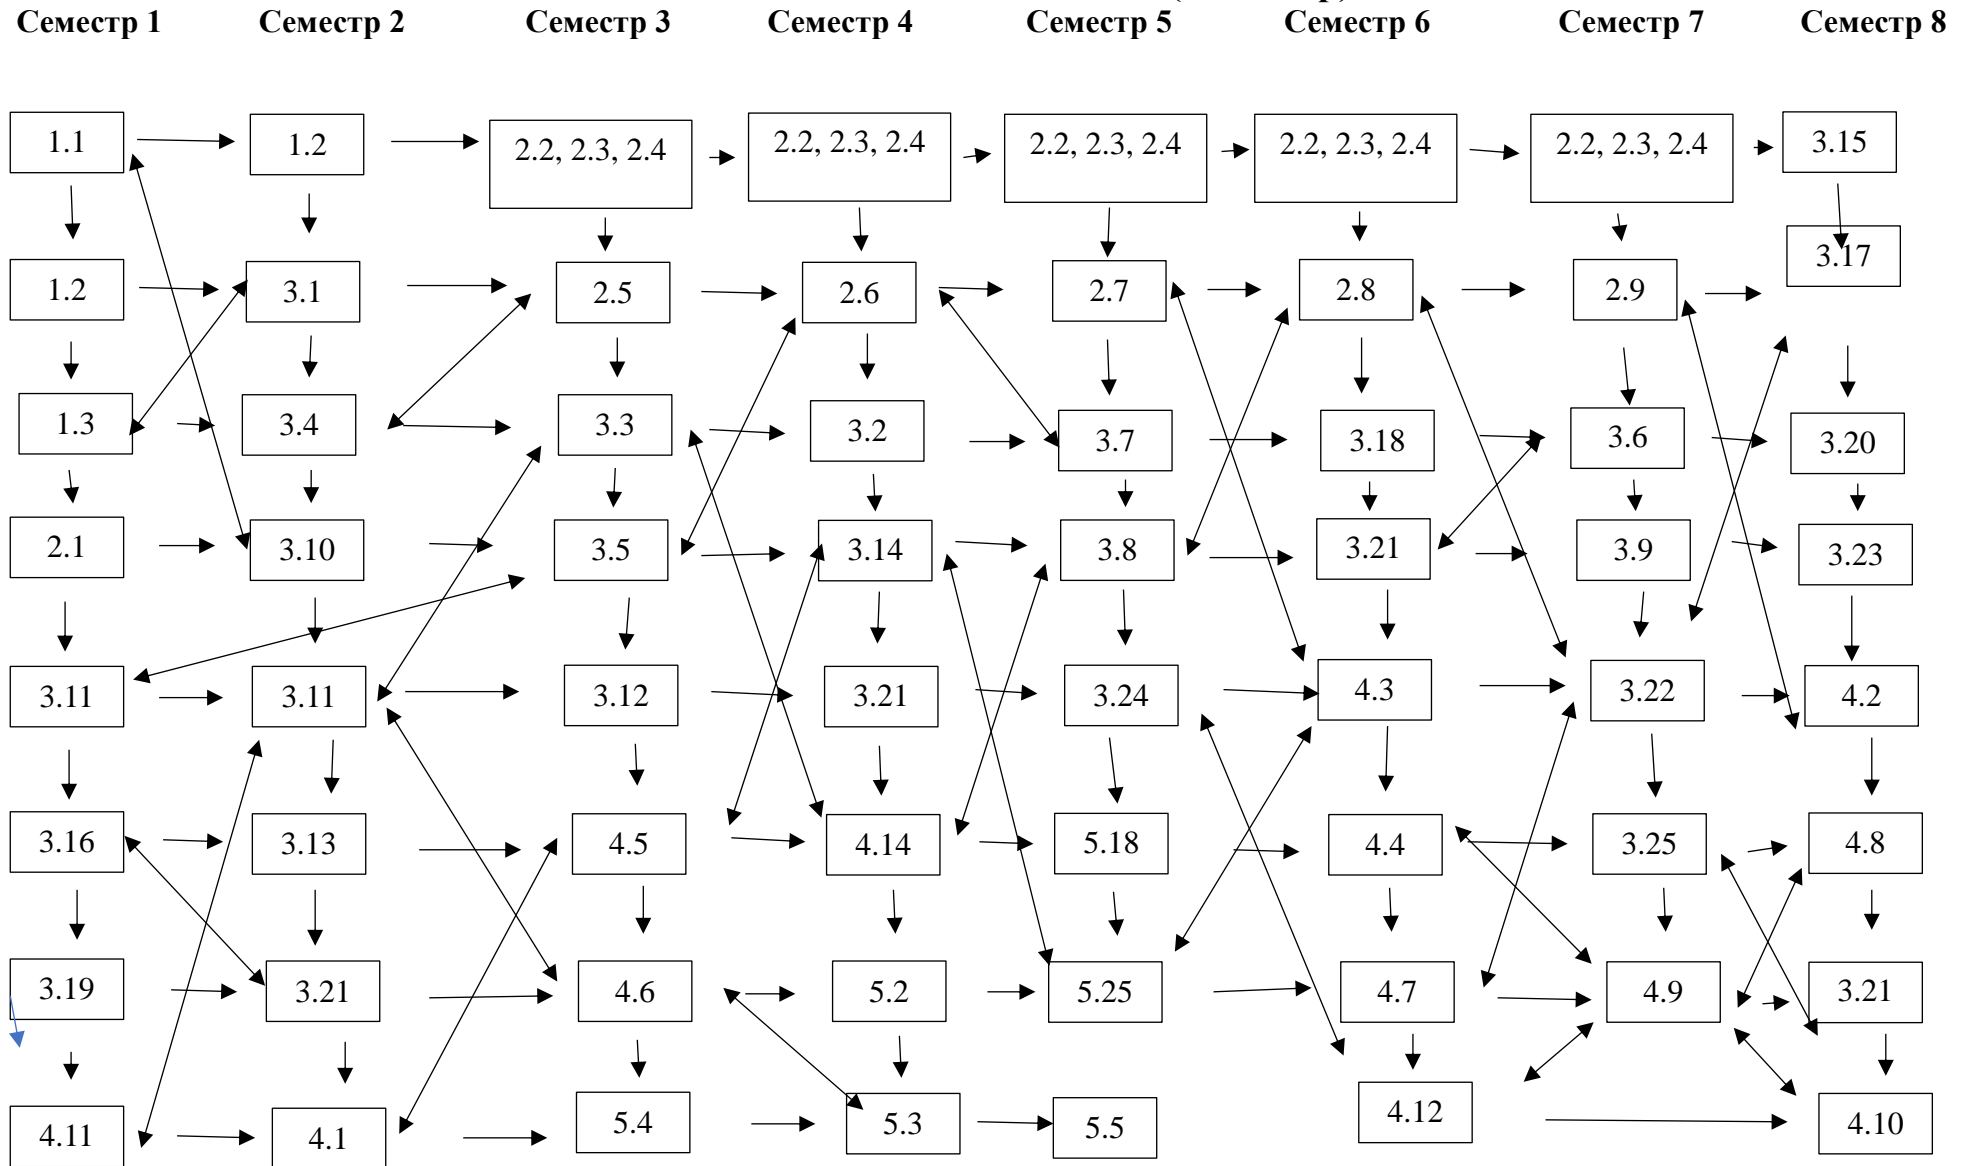 Семестр 1 Семестр 2 Семестр 3 Семестр 4 Семестр 5 Семестр 6 Семестр 7 Семестр 8
1.1 1.2 2.2, 2.3, 2.4 2.2, 2.3, 2.4 2.2, 2.3, 2.4 2.2, 2.3, 2.4 2.2, 2.3, 2.4 3.15
1.2 3.1 2.5 2.6 2.7 2.8 2.9 3.17
1.3 3.4 3.3 3.2 3.7 3.18 3.6 3.20
2.1 3.10 3.5 3.14 3.8 3.21 3.9 3.23
3.11 3.11 3.12 3.21 3.24 4.3 3.22 4.2
3.16 3.13 4.5 4.14 5.18 4.4 3.25 4.8
3.19 3.21 4.6 5.2 5.25 4.7 4.9 3.21
4.11 4.1 5.4 5.3 5.5 4.12 4.10